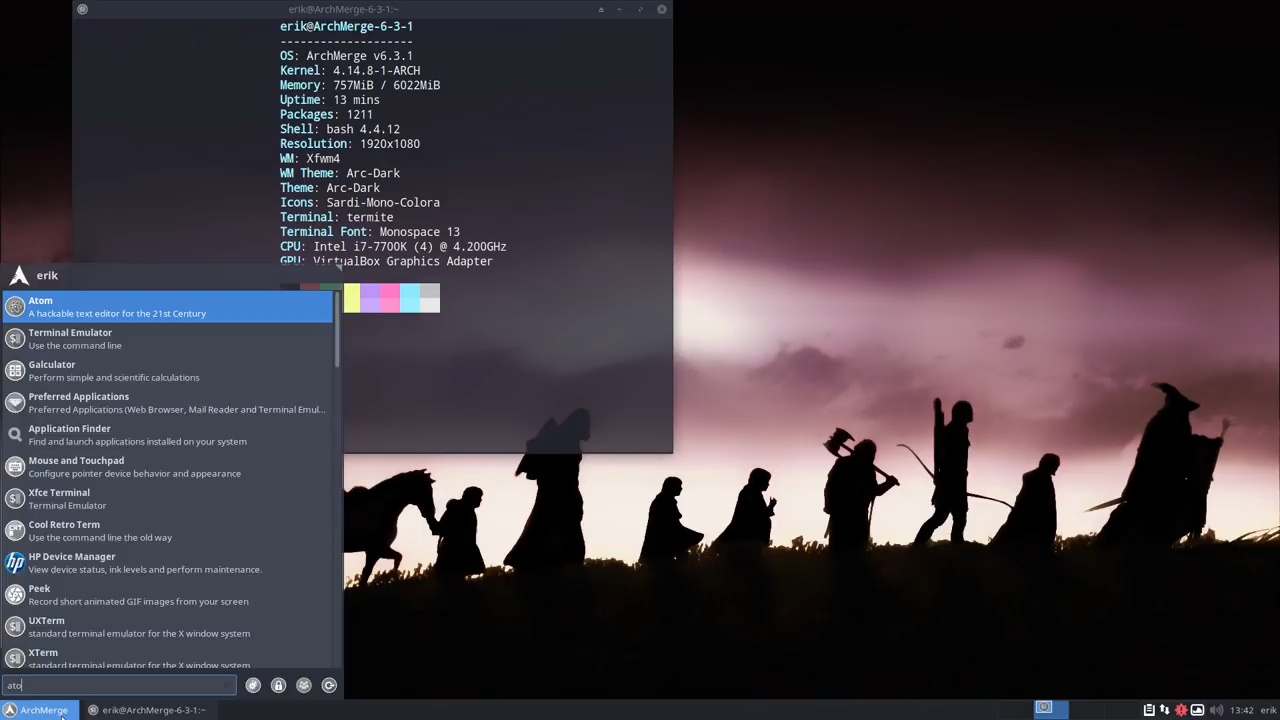 erik@ArchMerge-6-3-1:~
erik@ArchMerge-6-3-1
--------------------
OS: ArchMerge v6.3.1
Kernel: 4.14.8-1-ARCH
Memory: 757MiB / 6022MiB
Uptime: 13 mins
Packages: 1211
Shell: bash 4.4.12
Resolution: 1920x1080
WM: Xfwm4
WM Theme: Arc-Dark
Theme: Arc-Dark
Icons: Sardi-Mono-Colora
Terminal: termite
Terminal Font: Monospace 13
CPU: Intel i7-7700K (4) @ 4.200GHz
GPU: VirtualBox Graphics Adapter
erik
Atom
A hackable text editor for the 21st Century
Terminal Emulator
Use the command line
Galculator
Perform simple and scientific calculations
Preferred Applications
Preferred Applications (Web Browser, Mail Reader and Terminal Emul...
Application Finder
Find and launch applications installed on your system
Mouse and Touchpad
Configure pointer device behavior and appearance
Xfce Terminal
Terminal Emulator
Cool Retro Term
Use the command line the old way
HP Device Manager
View device status, ink levels and perform maintenance.
Peek
Record short animated GIF images from your screen
UXTerm
standard terminal emulator for the X window system
XTerm
standard terminal emulator for the X window system
ato
ArchMerge
erik@ArchMerge-6-3-1:~
13:42
erik